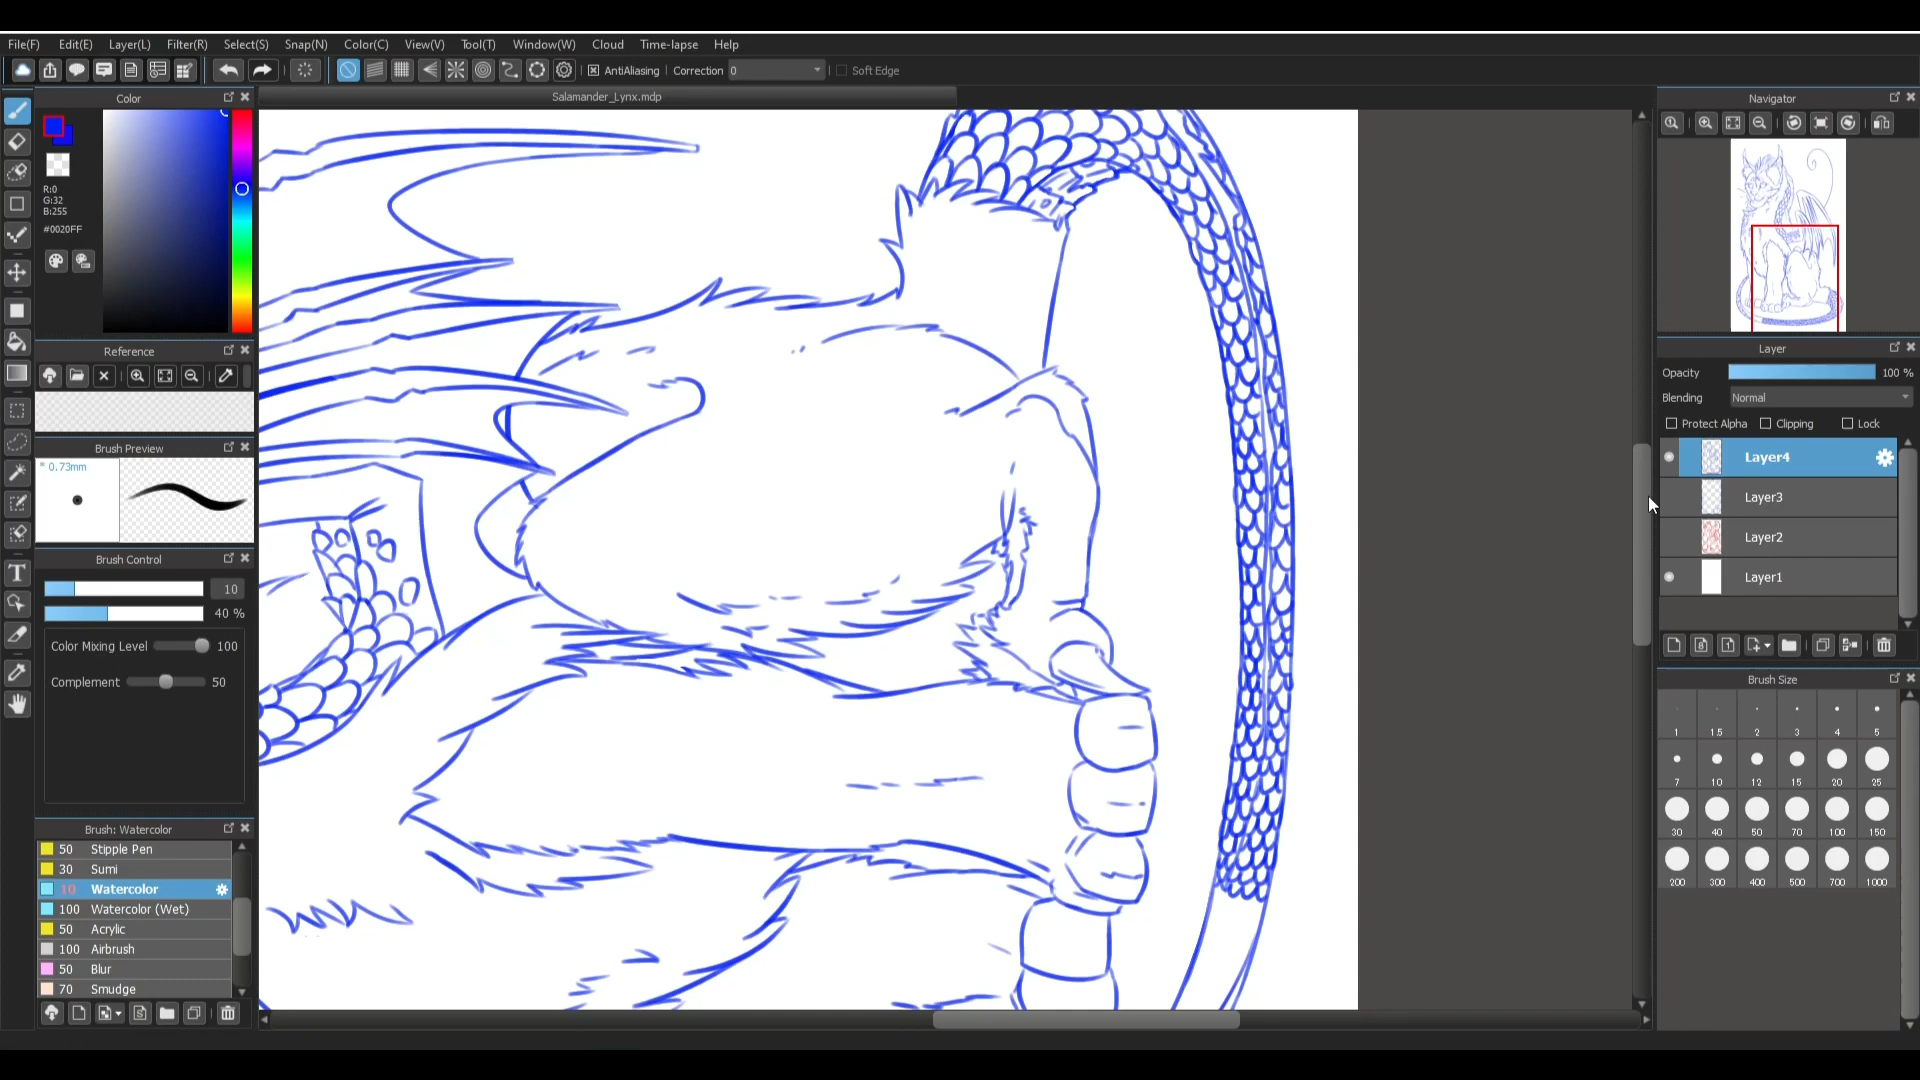 File(F) Edit(E) Layer(L) Filter(R) Select(S) Snap(N) Color(C) View(V) Tool(T) Window(W) Cloud Time-lapse Help
AntiAliasing Correction 0 Soft Edge
Color
Salamander_Lynx.mdp
Navigator
R:0
G:32
B:255
#0020FF
Reference
Layer
Opacity 100 %
Blending Normal
Protect Alpha Clipping Lock
Brush Preview
* 0.73mm
Layer4
Layer3
Layer2
Layer1
Brush Control
10
40 %
Color Mixing Level 100
Complement 50
Brush Size
1 1.5 2 3 4 5
7 10 12 15 20 25
30 40 50 70 100 150
200 300 400 500 700 1000
Brush: Watercolor
50 Stipple Pen
30 Sumi
10 Watercolor
100 Watercolor (Wet)
50 Acrylic
100 Airbrush
50 Blur
70 Smudge